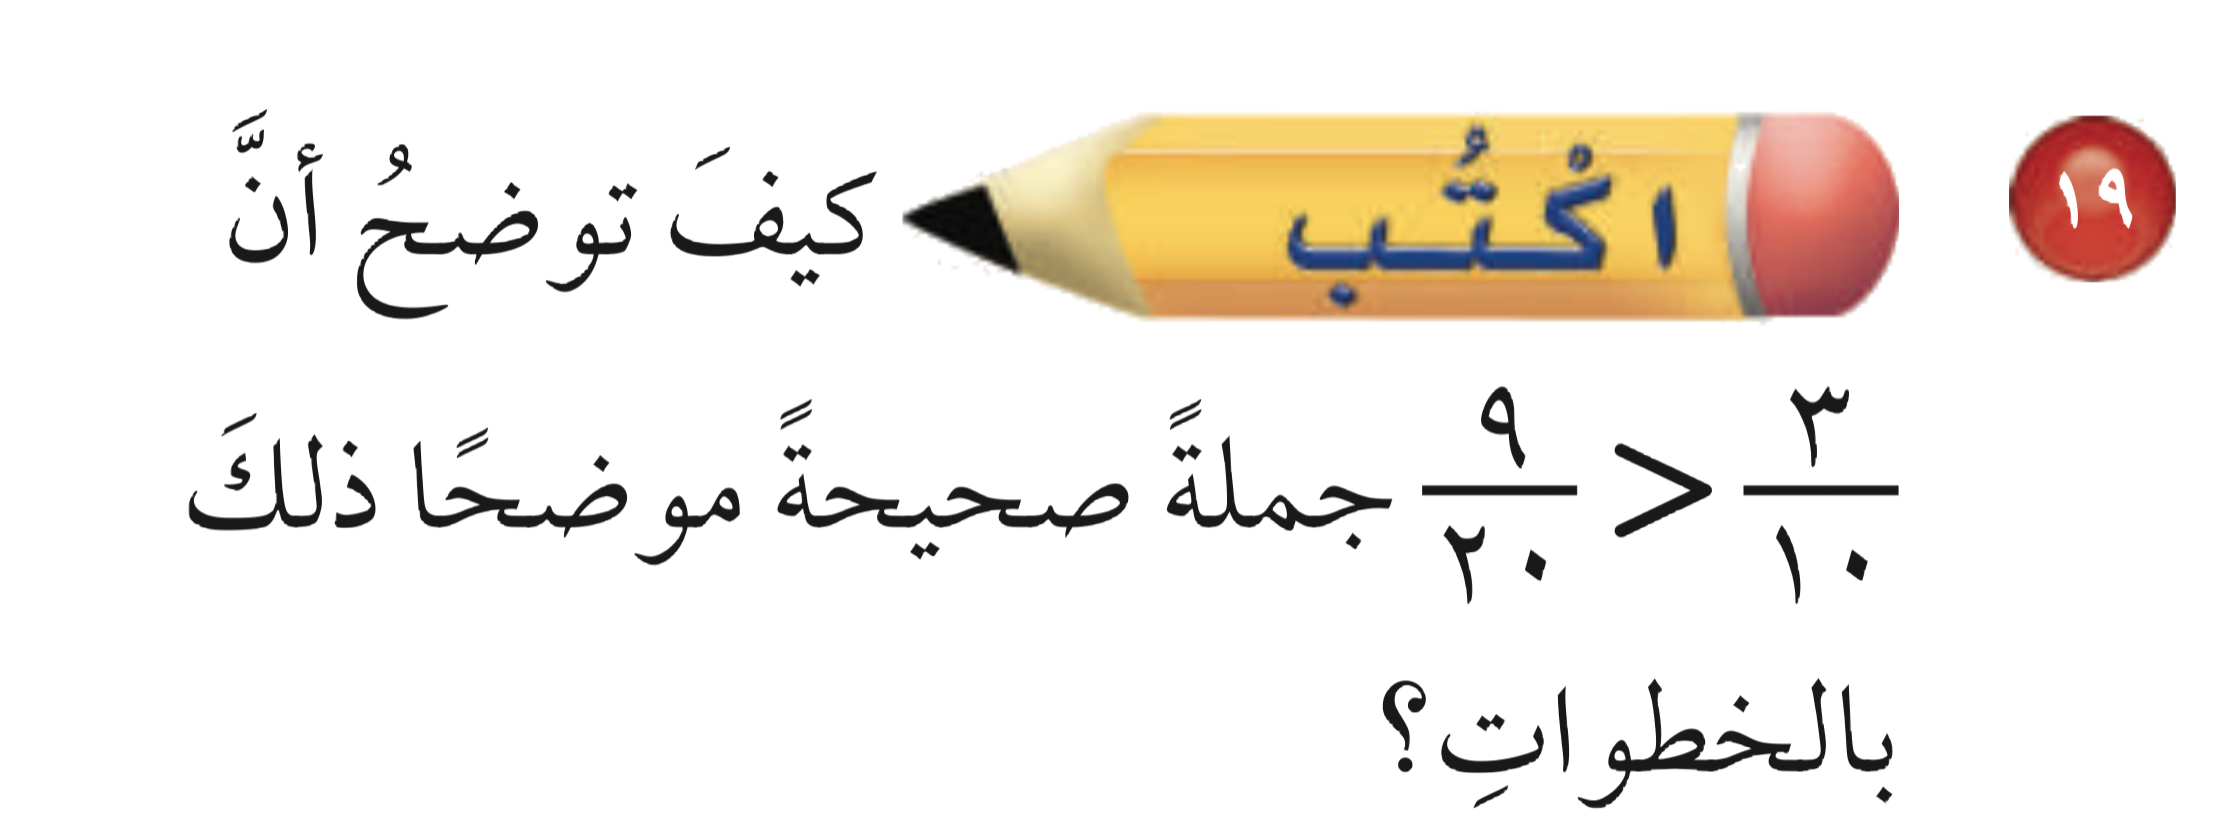 ١٩ اكْتُب كيفَ توضحُ أنَّ
٣/١٠ < ٩/٢٠ جملةً صحيحةً موضحًا ذلكَ
بالخطواتِ؟